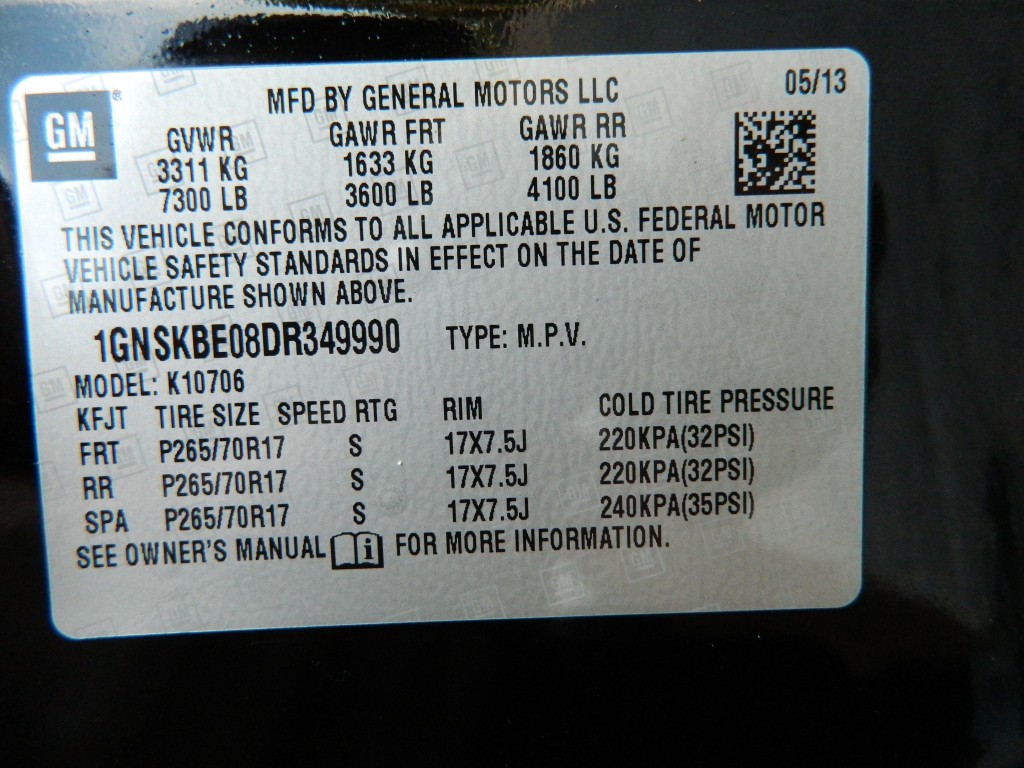 MFD BY GENERAL MOTORS LLC 05/13
GM®
GVWR GAWR FRT GAWR RR
3311 KG 1633 KG 1860 KG
7300 LB 3600 LB 4100 LB
THIS VEHICLE CONFORMS TO ALL APPLICABLE U.S. FEDERAL MOTOR
VEHICLE SAFETY STANDARDS IN EFFECT ON THE DATE OF
MANUFACTURE SHOWN ABOVE.
1GNSKBE08DR349990 TYPE: M.P.V.
MODEL: K10706
KFJT TIRE SIZE SPEED RTG RIM COLD TIRE PRESSURE
FRT P265/70R17 S 17X7.5J 220KPA(32PSI)
RR P265/70R17 S 17X7.5J 220KPA(32PSI)
SPA P265/70R17 S 17X7.5J 240KPA(35PSI)
SEE OWNER'S MANUAL i FOR MORE INFORMATION.